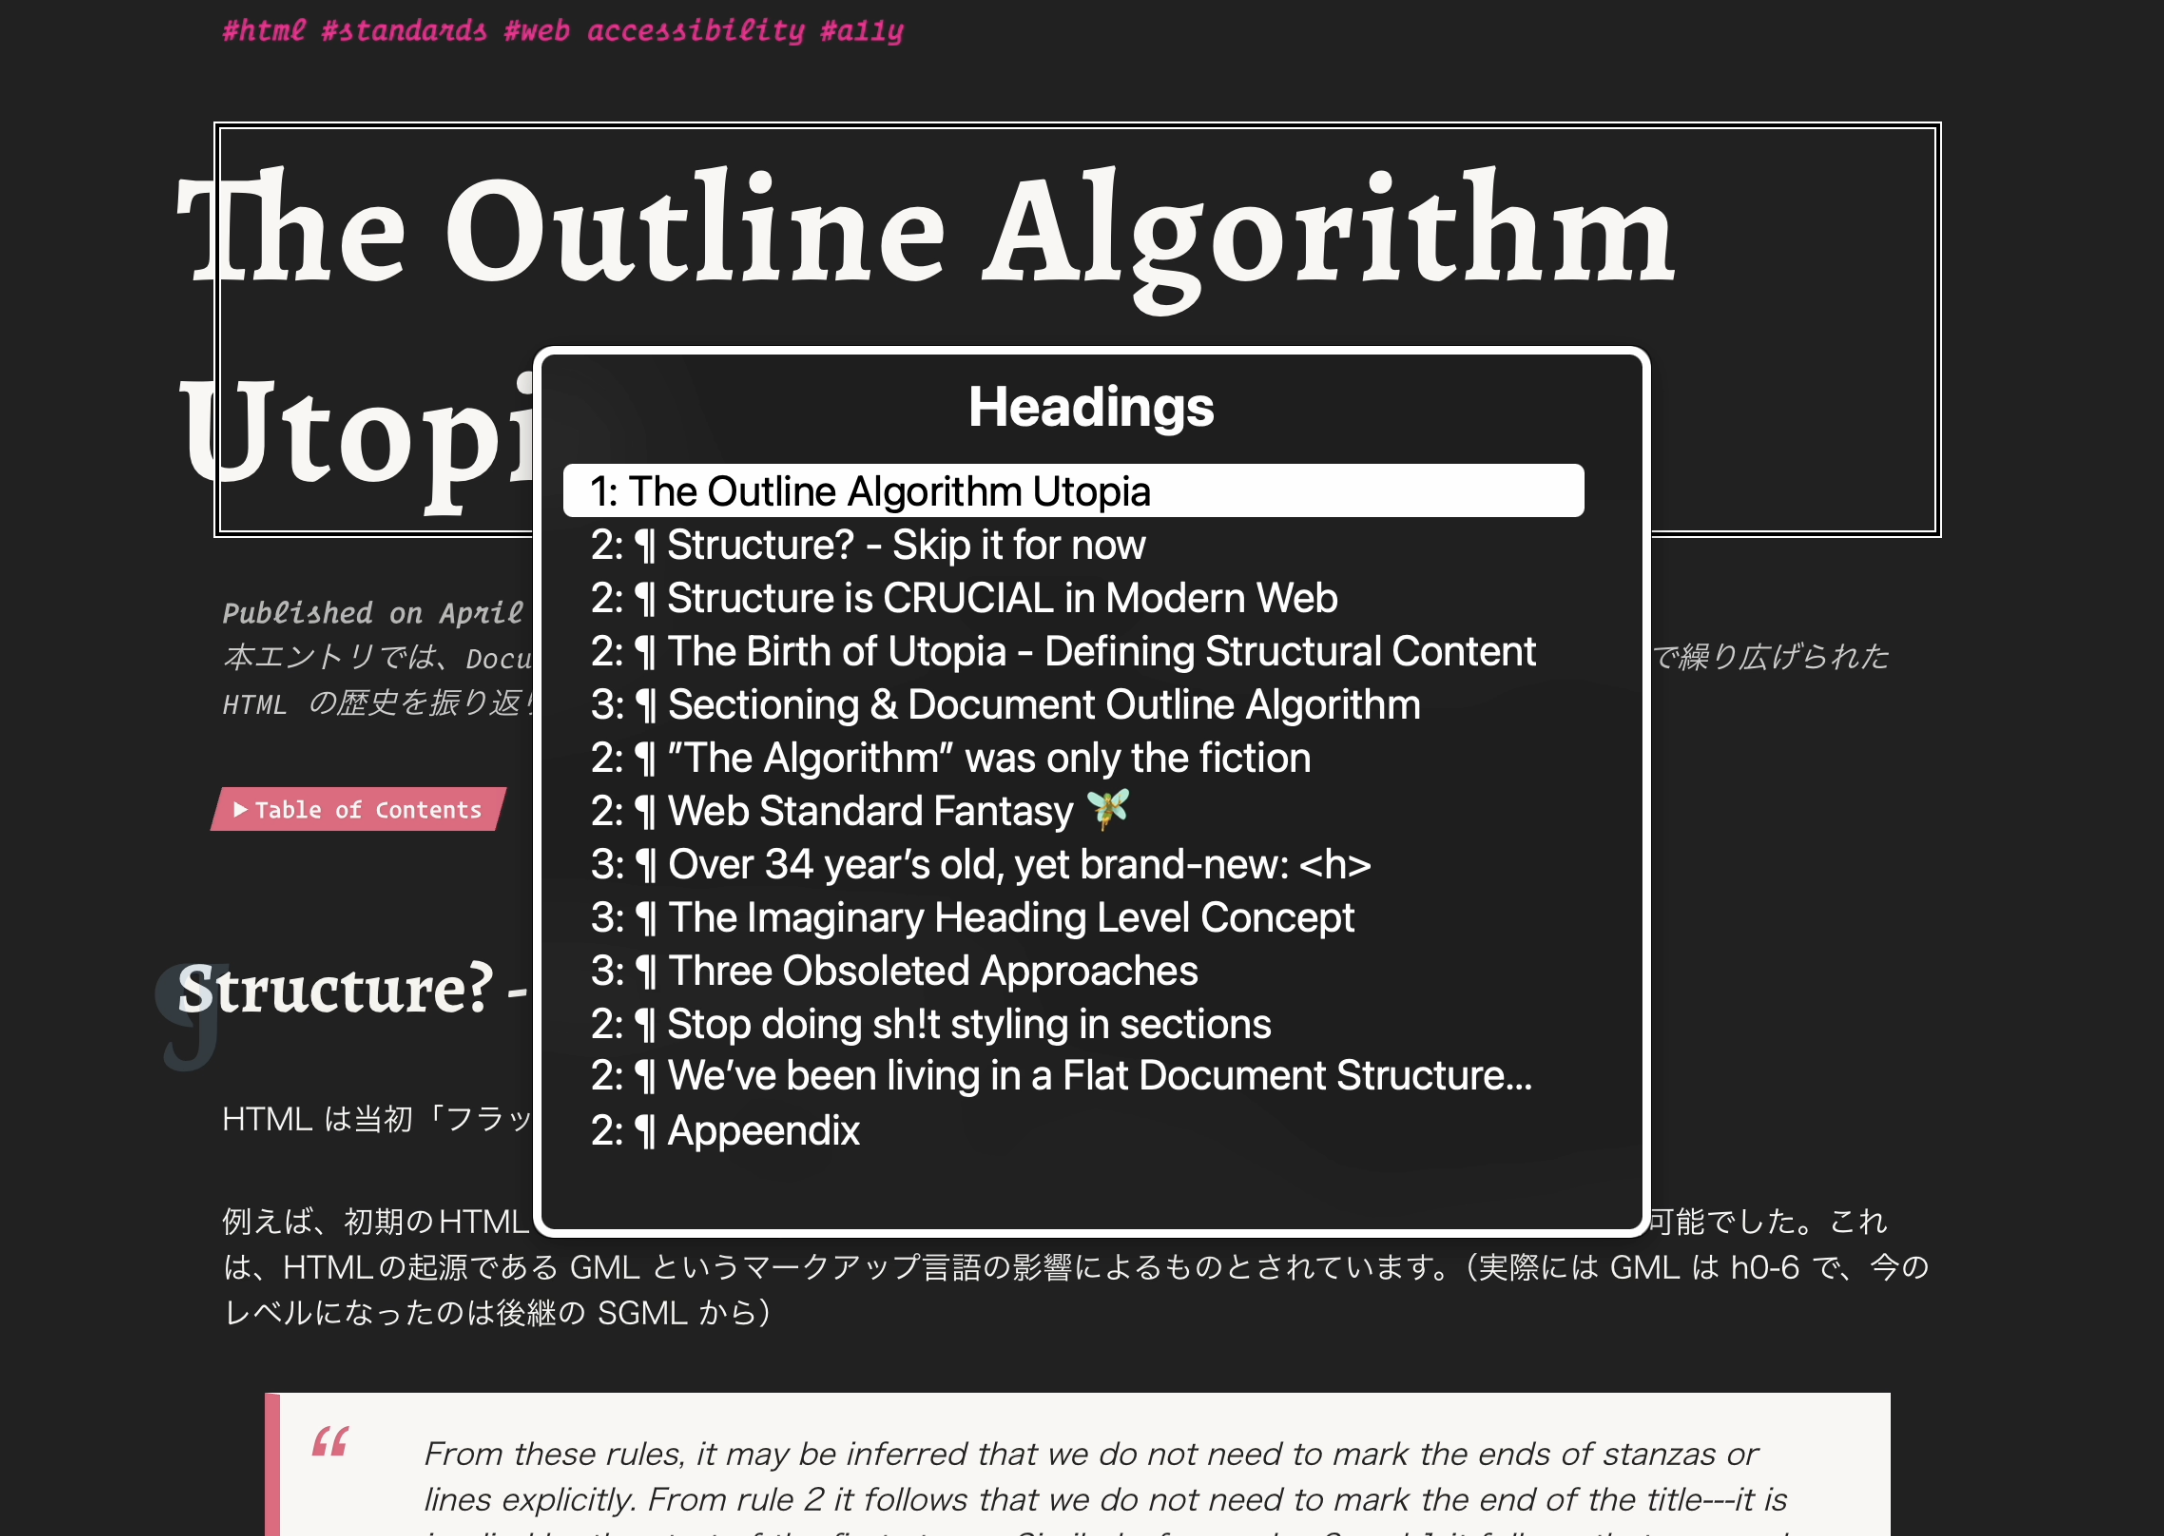 #html #standards #web accessibility #a11y
The Outline Algorithm
Utopi
Headings
1: The Outline Algorithm Utopia
2: ¶ Structure? - Skip it for now
2: ¶ Structure is CRUCIAL in Modern Web
2: ¶ The Birth of Utopia - Defining Structural Content
3: ¶ Sectioning & Document Outline Algorithm
2: ¶ ”The Algorithm” was only the fiction
2: ¶ Web Standard Fantasy 🧚
3: ¶ Over 34 year’s old, yet brand-new: <h>
3: ¶ The Imaginary Heading Level Concept
3: ¶ Three Obsoleted Approaches
2: ¶ Stop doing sh!t styling in sections
2: ¶ We’ve been living in a Flat Document Structure...
2: ¶ Appeendix
Published on April
本エントリでは、Docu で繰り広げられた
HTML の歴史を振り返り
▶ Table of Contents
¶ Structure? -
HTML は当初「フラッ
例えば、初期のHTML 可能でした。これ
は、HTMLの起源である GML というマークアップ言語の影響によるものとされています。（実際には GML は h0-6 で、今の
レベルになったのは後継の SGML から）
“
From these rules, it may be inferred that we do not need to mark the ends of stanzas or
lines explicitly. From rule 2 it follows that we do not need to mark the end of the title---it is